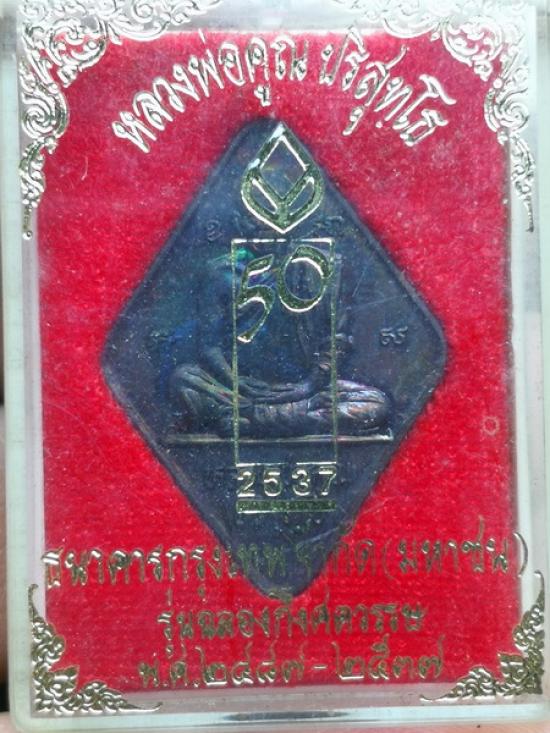 หลวงพ่อคูณ ปริสุทฺโธ
50
2537
ธนาคารกรุงเทพ จำกัด (มหาชน)
รุ่นฉลองกึ่งศตวรรษ
พ.ศ.๒๔๘๗-๒๕๓๗